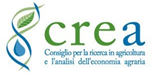 crea
Consiglio per la ricerca in agricoltura
e l'analisi dell'economia agraria